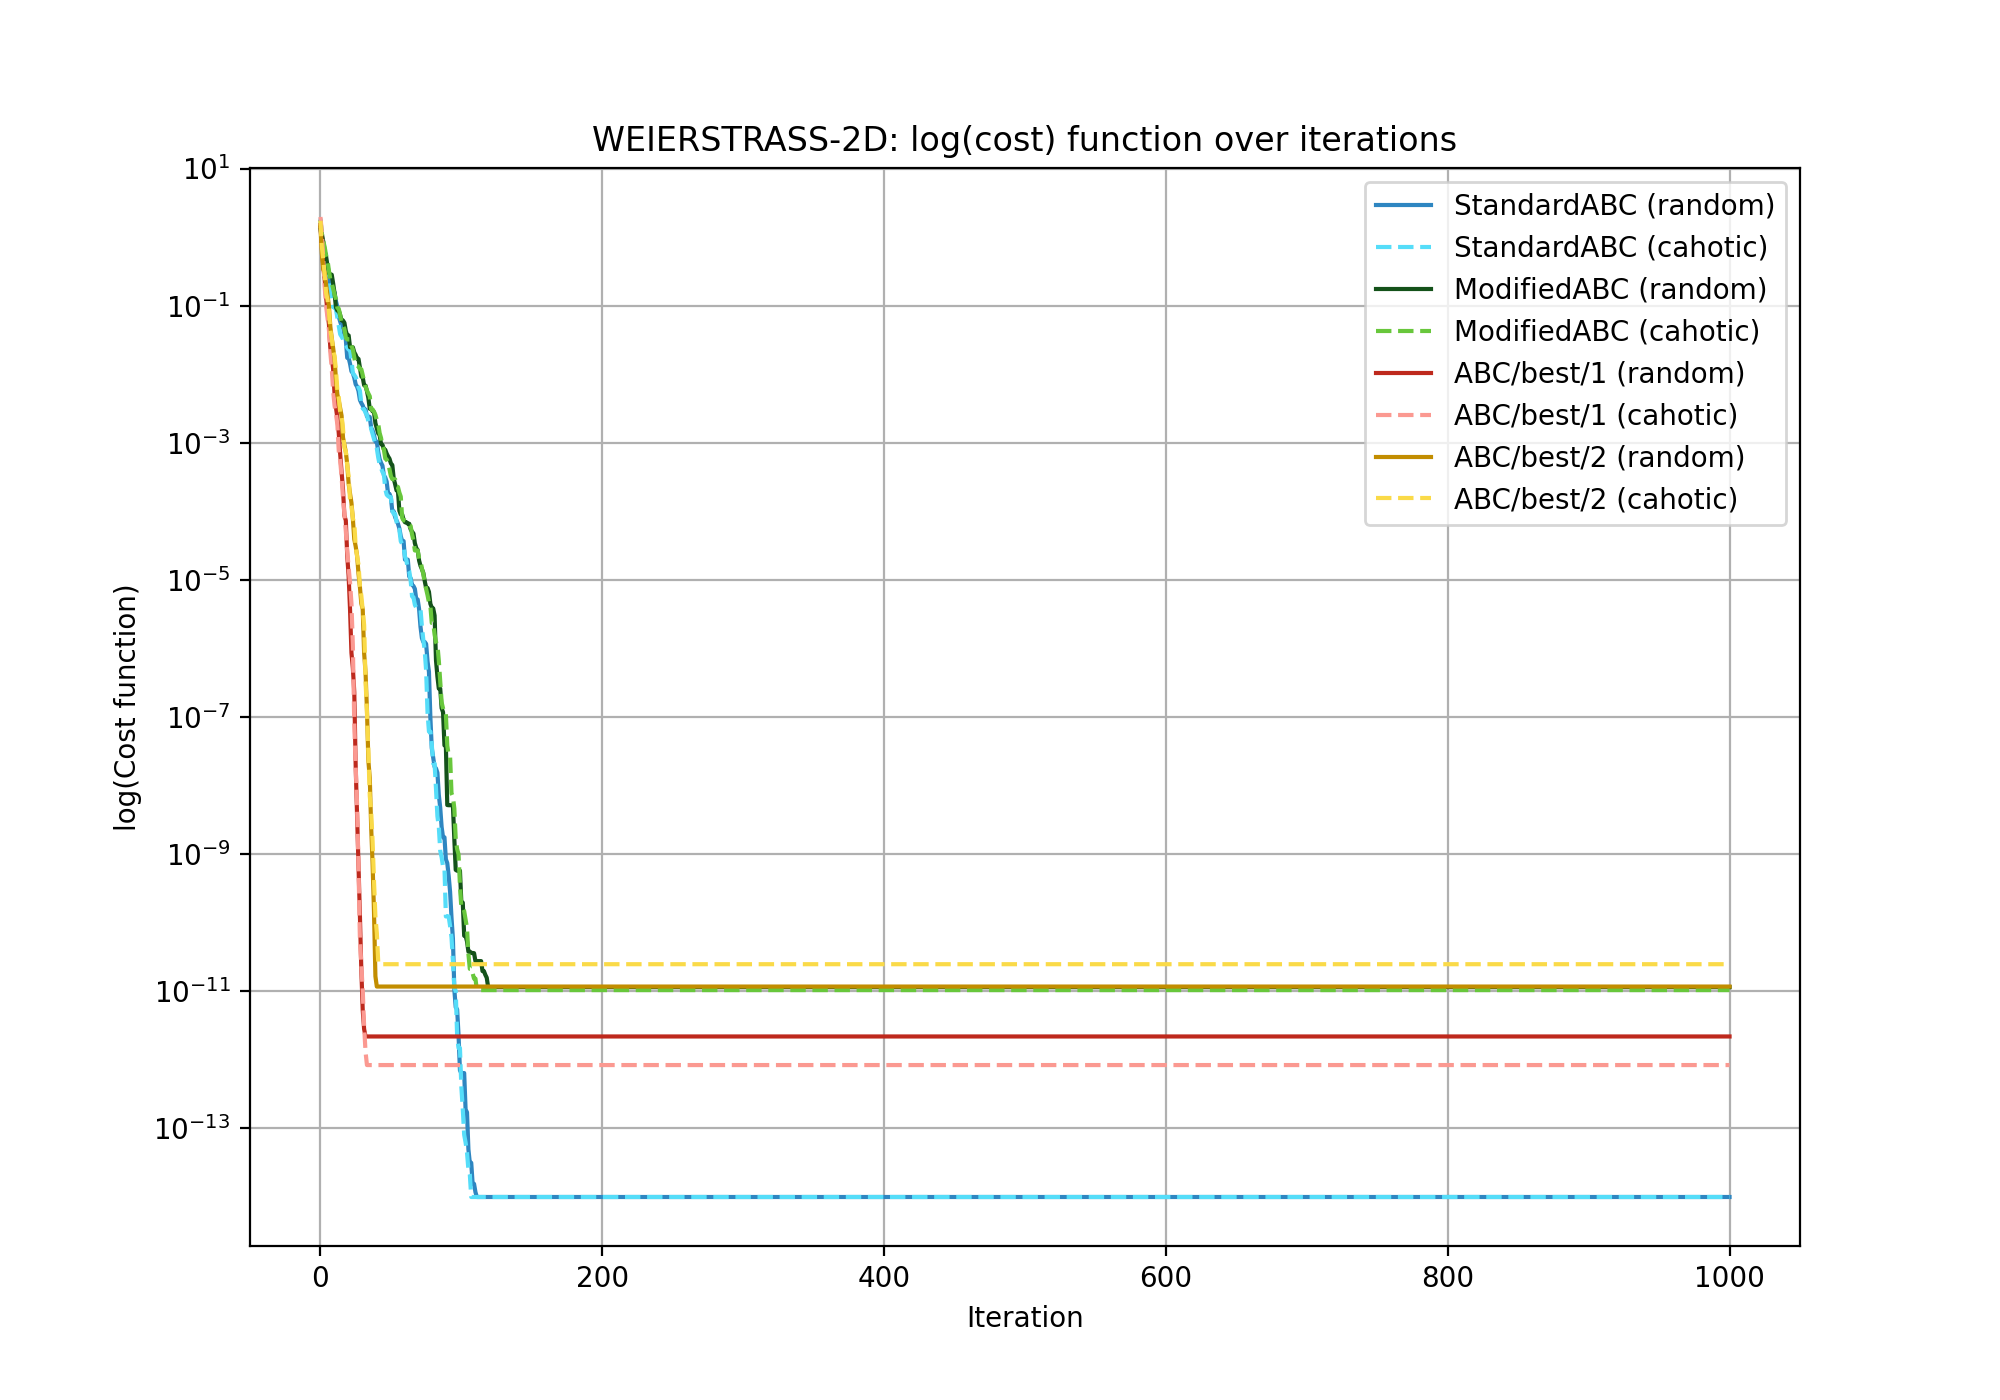 WEIERSTRASS-2D: log(cost) function over iterations
10¹
10⁻¹
10⁻³
10⁻⁵
10⁻⁷
10⁻⁹
10⁻¹¹
10⁻¹³
log(Cost function)
StandardABC (random)
StandardABC (cahotic)
ModifiedABC (random)
ModifiedABC (cahotic)
ABC/best/1 (random)
ABC/best/1 (cahotic)
ABC/best/2 (random)
ABC/best/2 (cahotic)
0 200 400 600 800 1000
Iteration